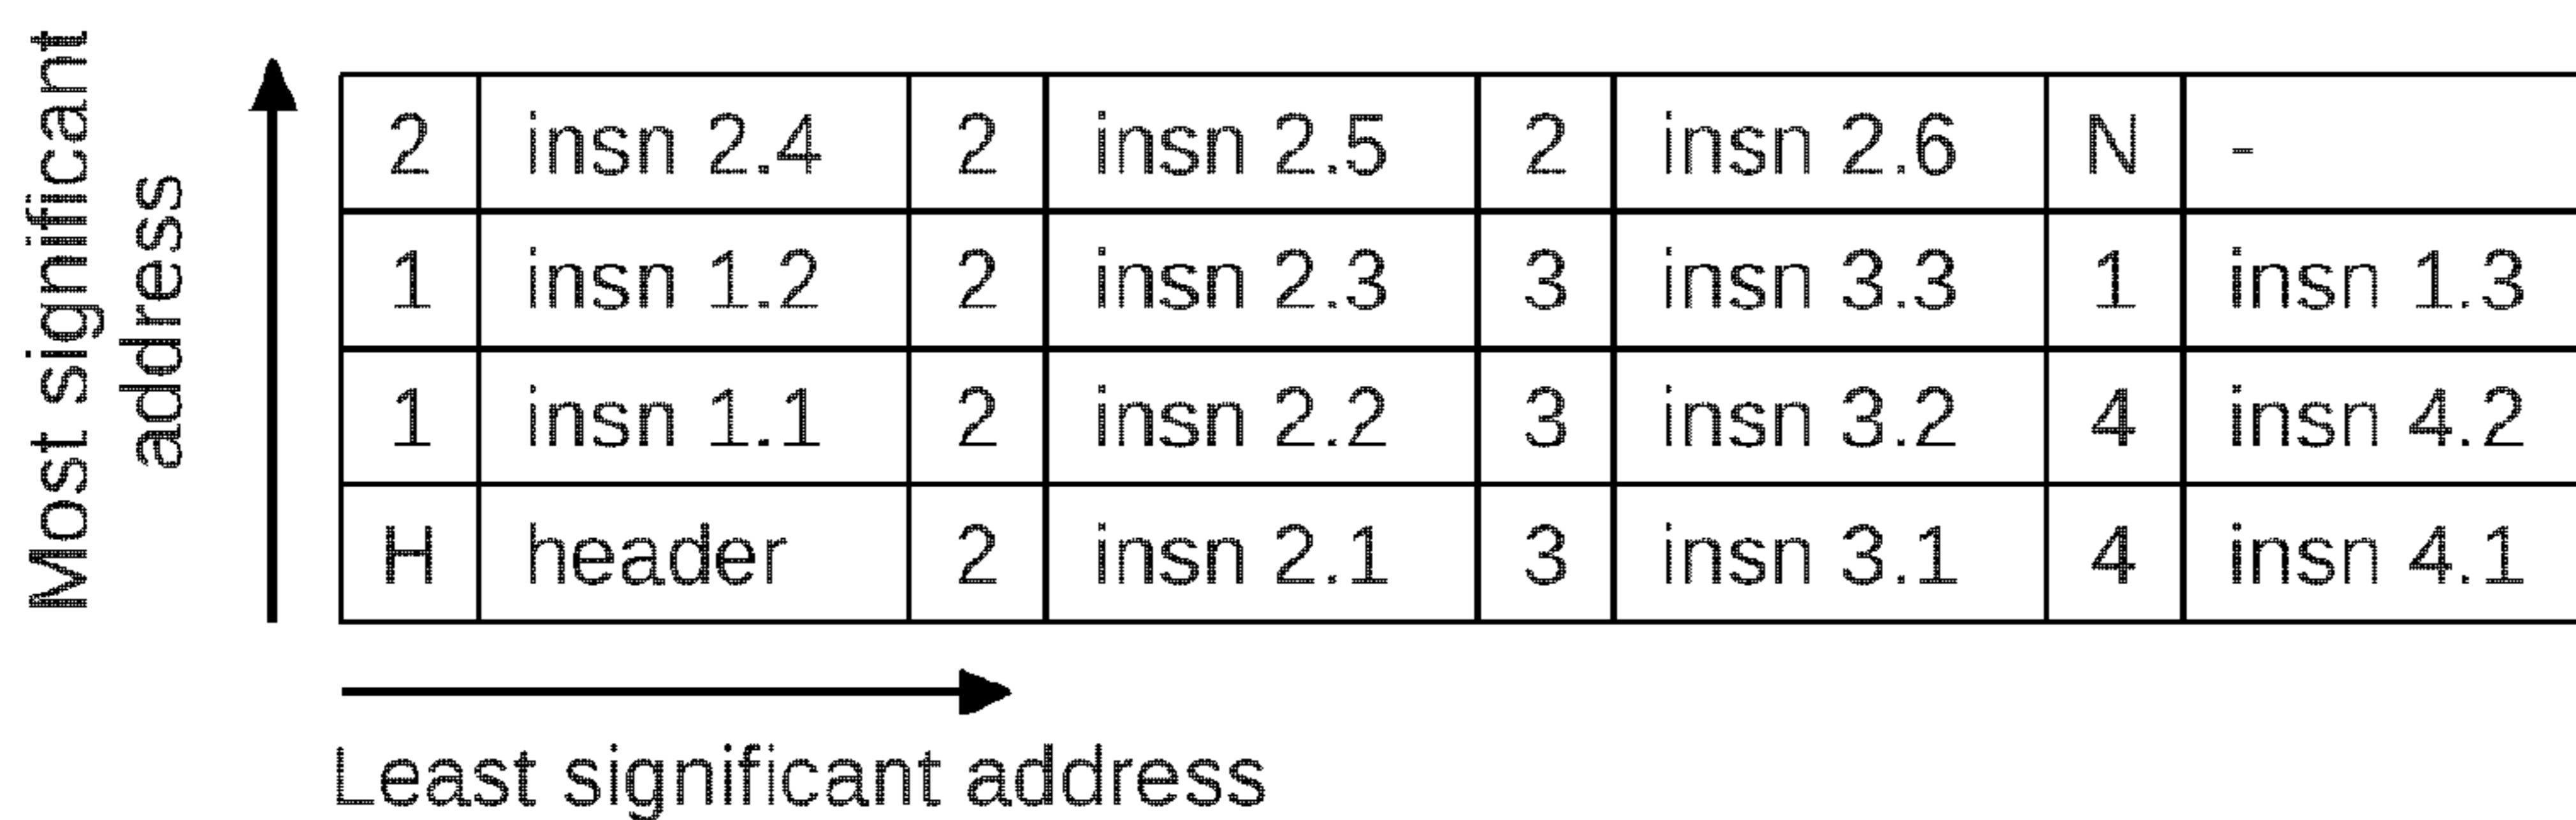 Most significant
address
2 insn 2.4 2 insn 2.5 2 insn 2.6 N -
1 insn 1.2 2 insn 2.3 3 insn 3.3 1 insn 1.3
1 insn 1.1 2 insn 2.2 3 insn 3.2 4 insn 4.2
H header 2 insn 2.1 3 insn 3.1 4 insn 4.1
Least significant address